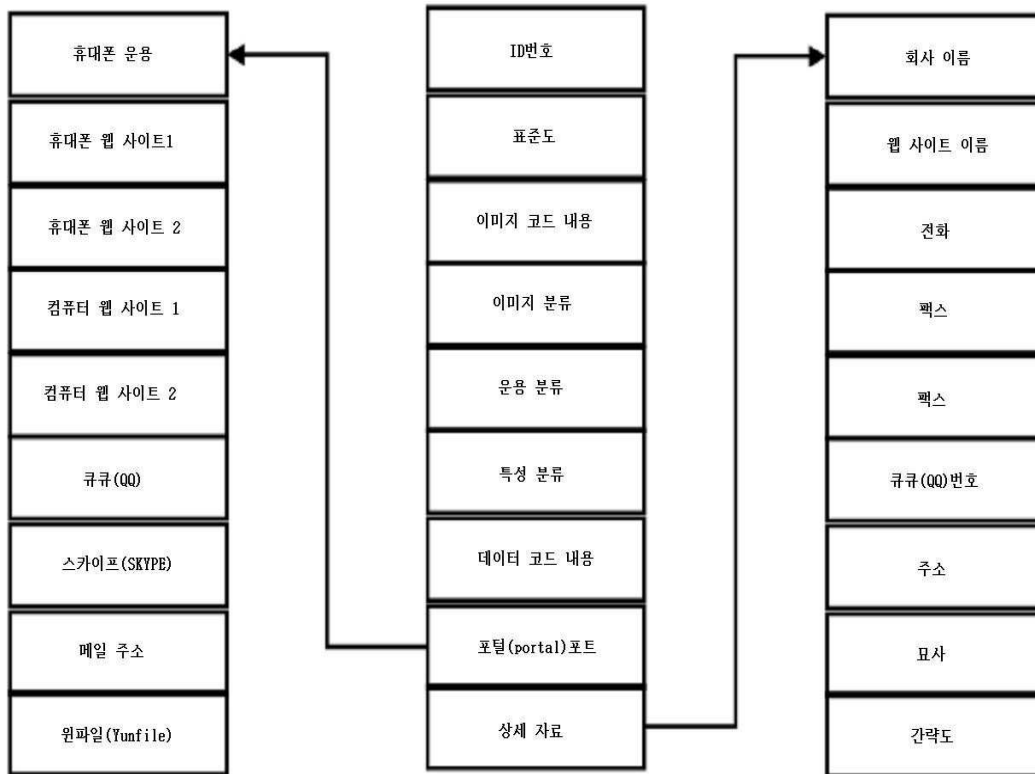 휴대폰 운용
휴대폰 웹 사이트1
휴대폰 웹 사이트 2
컴퓨터 웹 사이트 1
컴퓨터 웹 사이트 2
큐큐(QQ)
스카이프(SKYPE)
메일 주소
윈파일(Yunfile)
ID번호
표준도
이미지 코드 내용
이미지 분류
운용 분류
특성 분류
데이터 코드 내용
포털(portal)포트
상세 자료
회사 이름
웹 사이트 이름
전화
팩스
팩스
큐큐(QQ)번호
주소
묘사
간략도